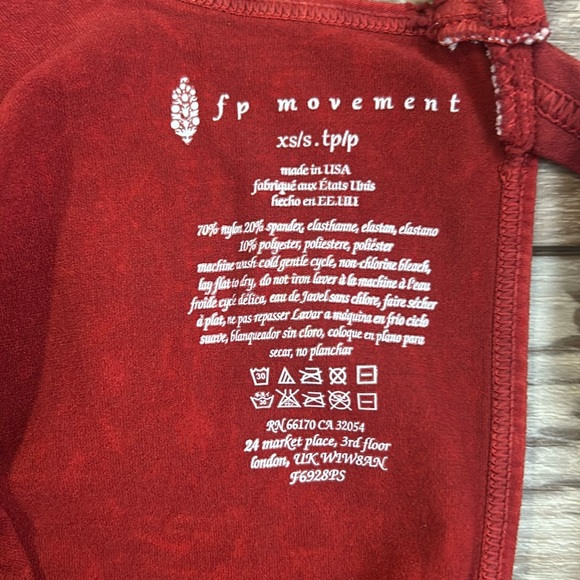 fp movement
xs/s . tp/p
made in USA
fabriqué aux États Unis
hecho en EE.UU
70% nylon 20% spandex, elasthanne, elastan, elastano
10% polyester, poliestere, poliéster
machine wash cold gentle cycle, non-chlorine bleach,
lay flat to dry, do not iron laver à la machine à l'eau
froide cycé délica, eau de Javel sans chlore, faire sécher
à plat, ne pas repasser Lavar a máquina en frio ciclo
suave, blanqueador sin cloro, coloque en plano para
secar, no planchar
30
30
RN 66170 CA 32054
24 market place, 3rd floor
london, UK W1W8AN
F6928PS